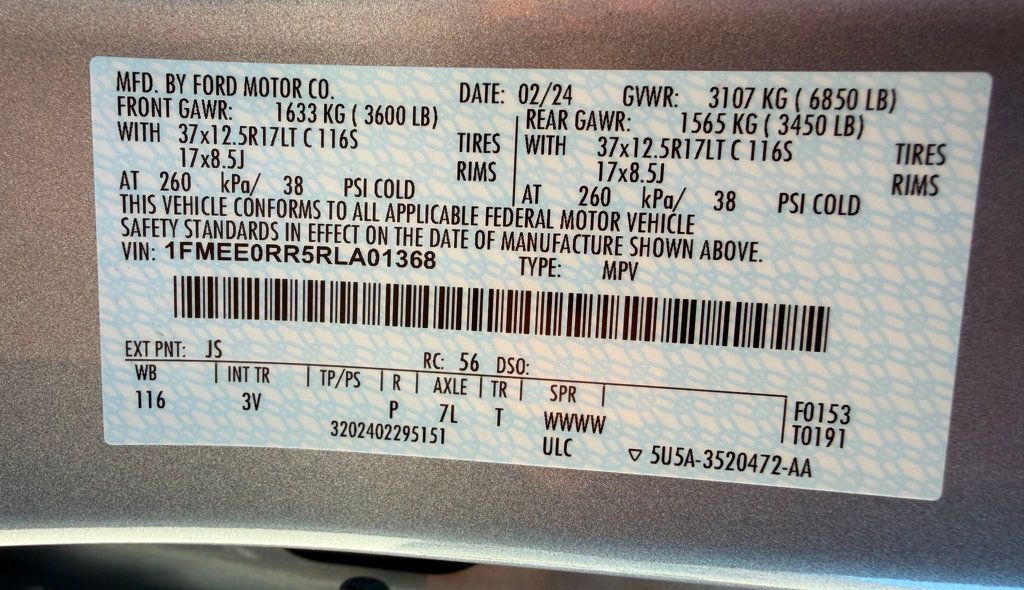 MFD. BY FORD MOTOR CO. DATE: 02/24 GVWR: 3107 KG ( 6850 LB)
FRONT GAWR: 1633 KG ( 3600 LB) REAR GAWR: 1565 KG ( 3450 LB)
WITH 37x12.5R17LT C 116S TIRES WITH 37x12.5R17LT C 116S TIRES
17x8.5J RIMS 17x8.5J RIMS
AT 260 kPa/ 38 PSI COLD AT 260 kPa/ 38 PSI COLD
THIS VEHICLE CONFORMS TO ALL APPLICABLE FEDERAL MOTOR VEHICLE
SAFETY STANDARDS IN EFFECT ON THE DATE OF MANUFACTURE SHOWN ABOVE.
VIN: 1FMEE0RR5RLA01368 TYPE: MPV
EXT PNT: JS RC: 56 DSO:
WB INT TR TP/PS R AXLE TR SPR
116 3V P 7L T WWWW F0153
3202402295151 ULC T0191
▽ 5U5A-3520472-AA